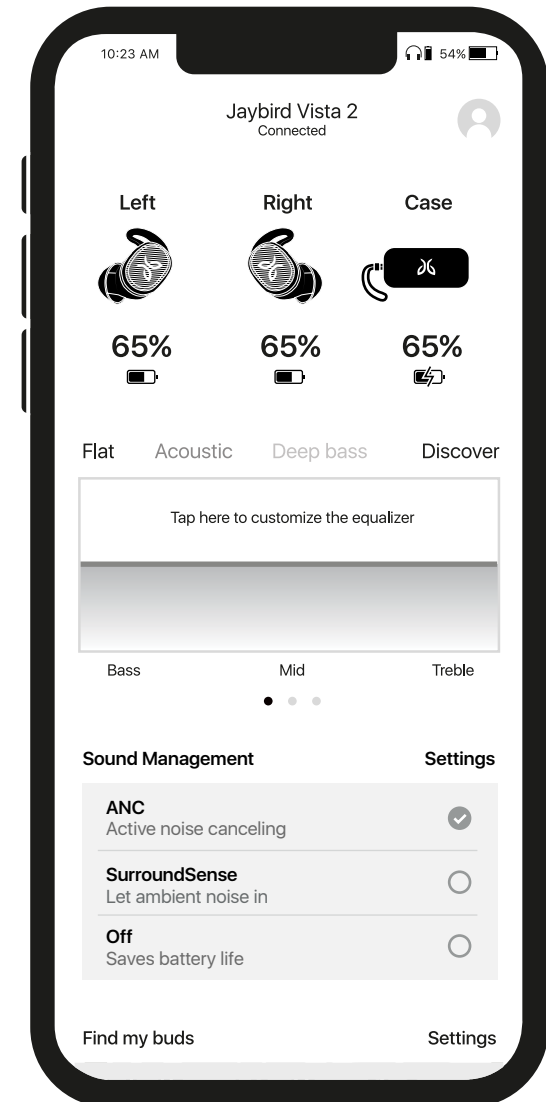 10:23 AM 54%
Jaybird Vista 2
Connected
Left Right Case
65% 65% 65%
Flat Acoustic Deep bass Discover
Tap here to customize the equalizer
Bass Mid Treble
Sound Management Settings
ANC
Active noise canceling
SurroundSense
Let ambient noise in
Off
Saves battery life
Find my buds Settings